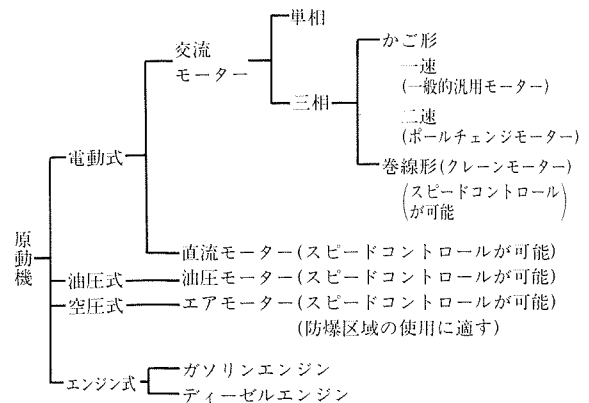 単相
交流
モーター
かご形
一速
(一般的汎用モーター)
三相
二速
(ポールチェンジモーター)
電動式
巻線形(クレーンモーター)
(スピードコントロール
が可能)
原動機
直流モーター(スピードコントロールが可能)
油圧式
油圧モーター(スピードコントロールが可能)
空圧式
エアモーター(スピードコントロールが可能)
(防爆区域の使用に適す)
エンジン式
ガソリンエンジン
ディーゼルエンジン